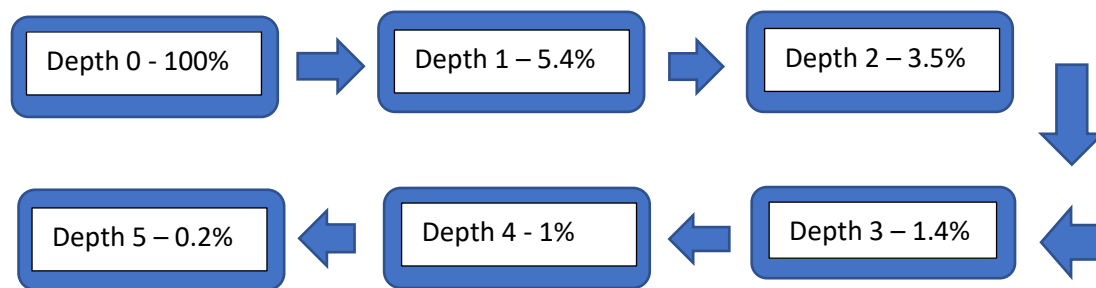 Depth 0 - 100%
Depth 1 – 5.4%
Depth 2 – 3.5%
Depth 3 – 1.4%
Depth 4 - 1%
Depth 5 – 0.2%